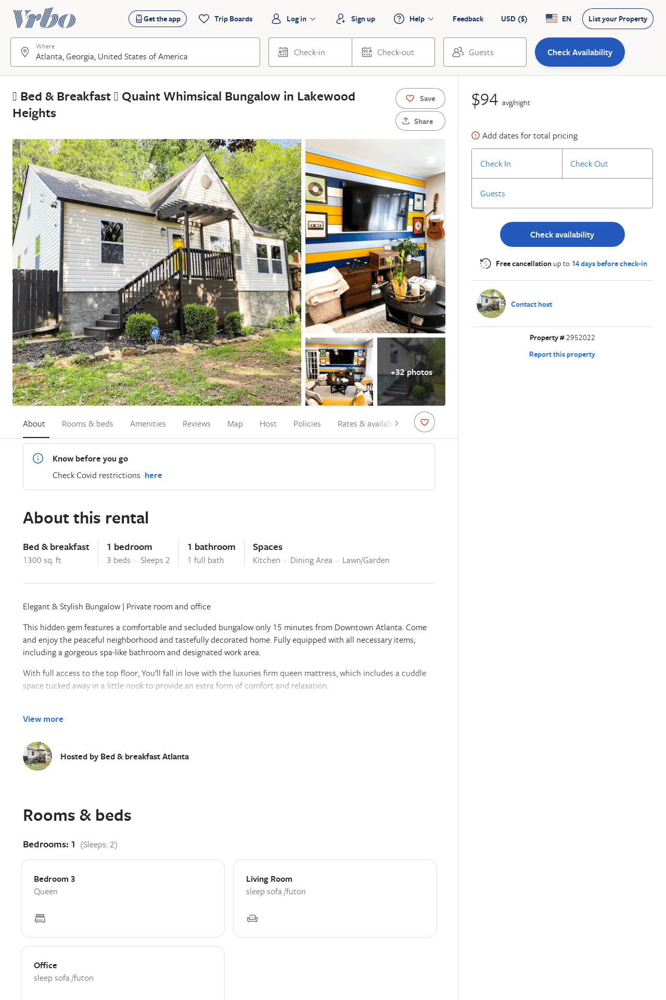 Vrbo
Get the app
Trip Boards
Log in
Sign up
Help
Feedback
USD ($)
EN
List your Property
Where
Atlanta, Georgia, United States of America
Check-in
Check-out
Guests
Check Availability
Bed & Breakfast Quaint Whimsical Bungalow in Lakewood
Heights
Save
Share
ADT
+32 photos
$94 avg/night
Add dates for total pricing
Check In
Check Out
Guests
Check availability
Free cancellation up to 14 days before check-in
Contact host
Property # 2952022
Report this property
About
Rooms & beds
Amenities
Reviews
Map
Host
Policies
Rates & availab
Know before you go
Check Covid restrictions here
About this rental
Bed & breakfast
1300 sq. ft
1 bedroom
3 beds · Sleeps 2
1 bathroom
1 full bath
Spaces
Kitchen · Dining Area · Lawn/Garden
Elegant & Stylish Bungalow | Private room and office
This hidden gem features a comfortable and secluded bungalow only 15 minutes from Downtown Atlanta. Come
and enjoy the peaceful neighborhood and tastefully decorated home. Fully equipped with all necessary items;
including a gorgeous spa-like bathroom and designated work area.
With full access to the top floor, You’ll fall in love with the luxuries firm queen mattress, which includes a cuddle
space tucked away in a little nook to provide an extra form of comfort and relaxation.
View more
Hosted by Bed & breakfast Atlanta
Rooms & beds
Bedrooms: 1 (Sleeps: 2)
Bedroom 3
Queen
Living Room
sleep sofa /futon
Office
sleep sofa /futon